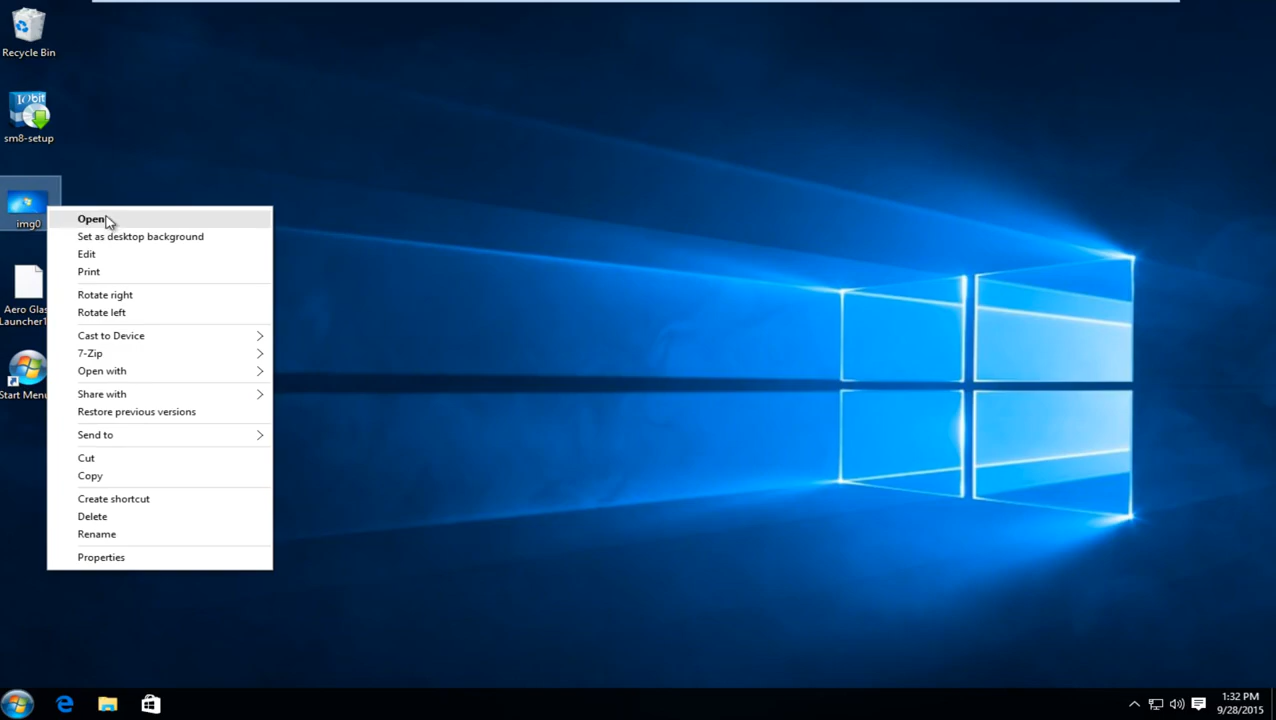 Recycle Bin
IObit
sm8-setup
img0
Aero Glas
Launcher1
Start Menu
Open
Set as desktop background
Edit
Print
Rotate right
Rotate left
Cast to Device
7-Zip
Open with
Share with
Restore previous versions
Send to
Cut
Copy
Create shortcut
Delete
Rename
Properties
1:32 PM
9/28/2015